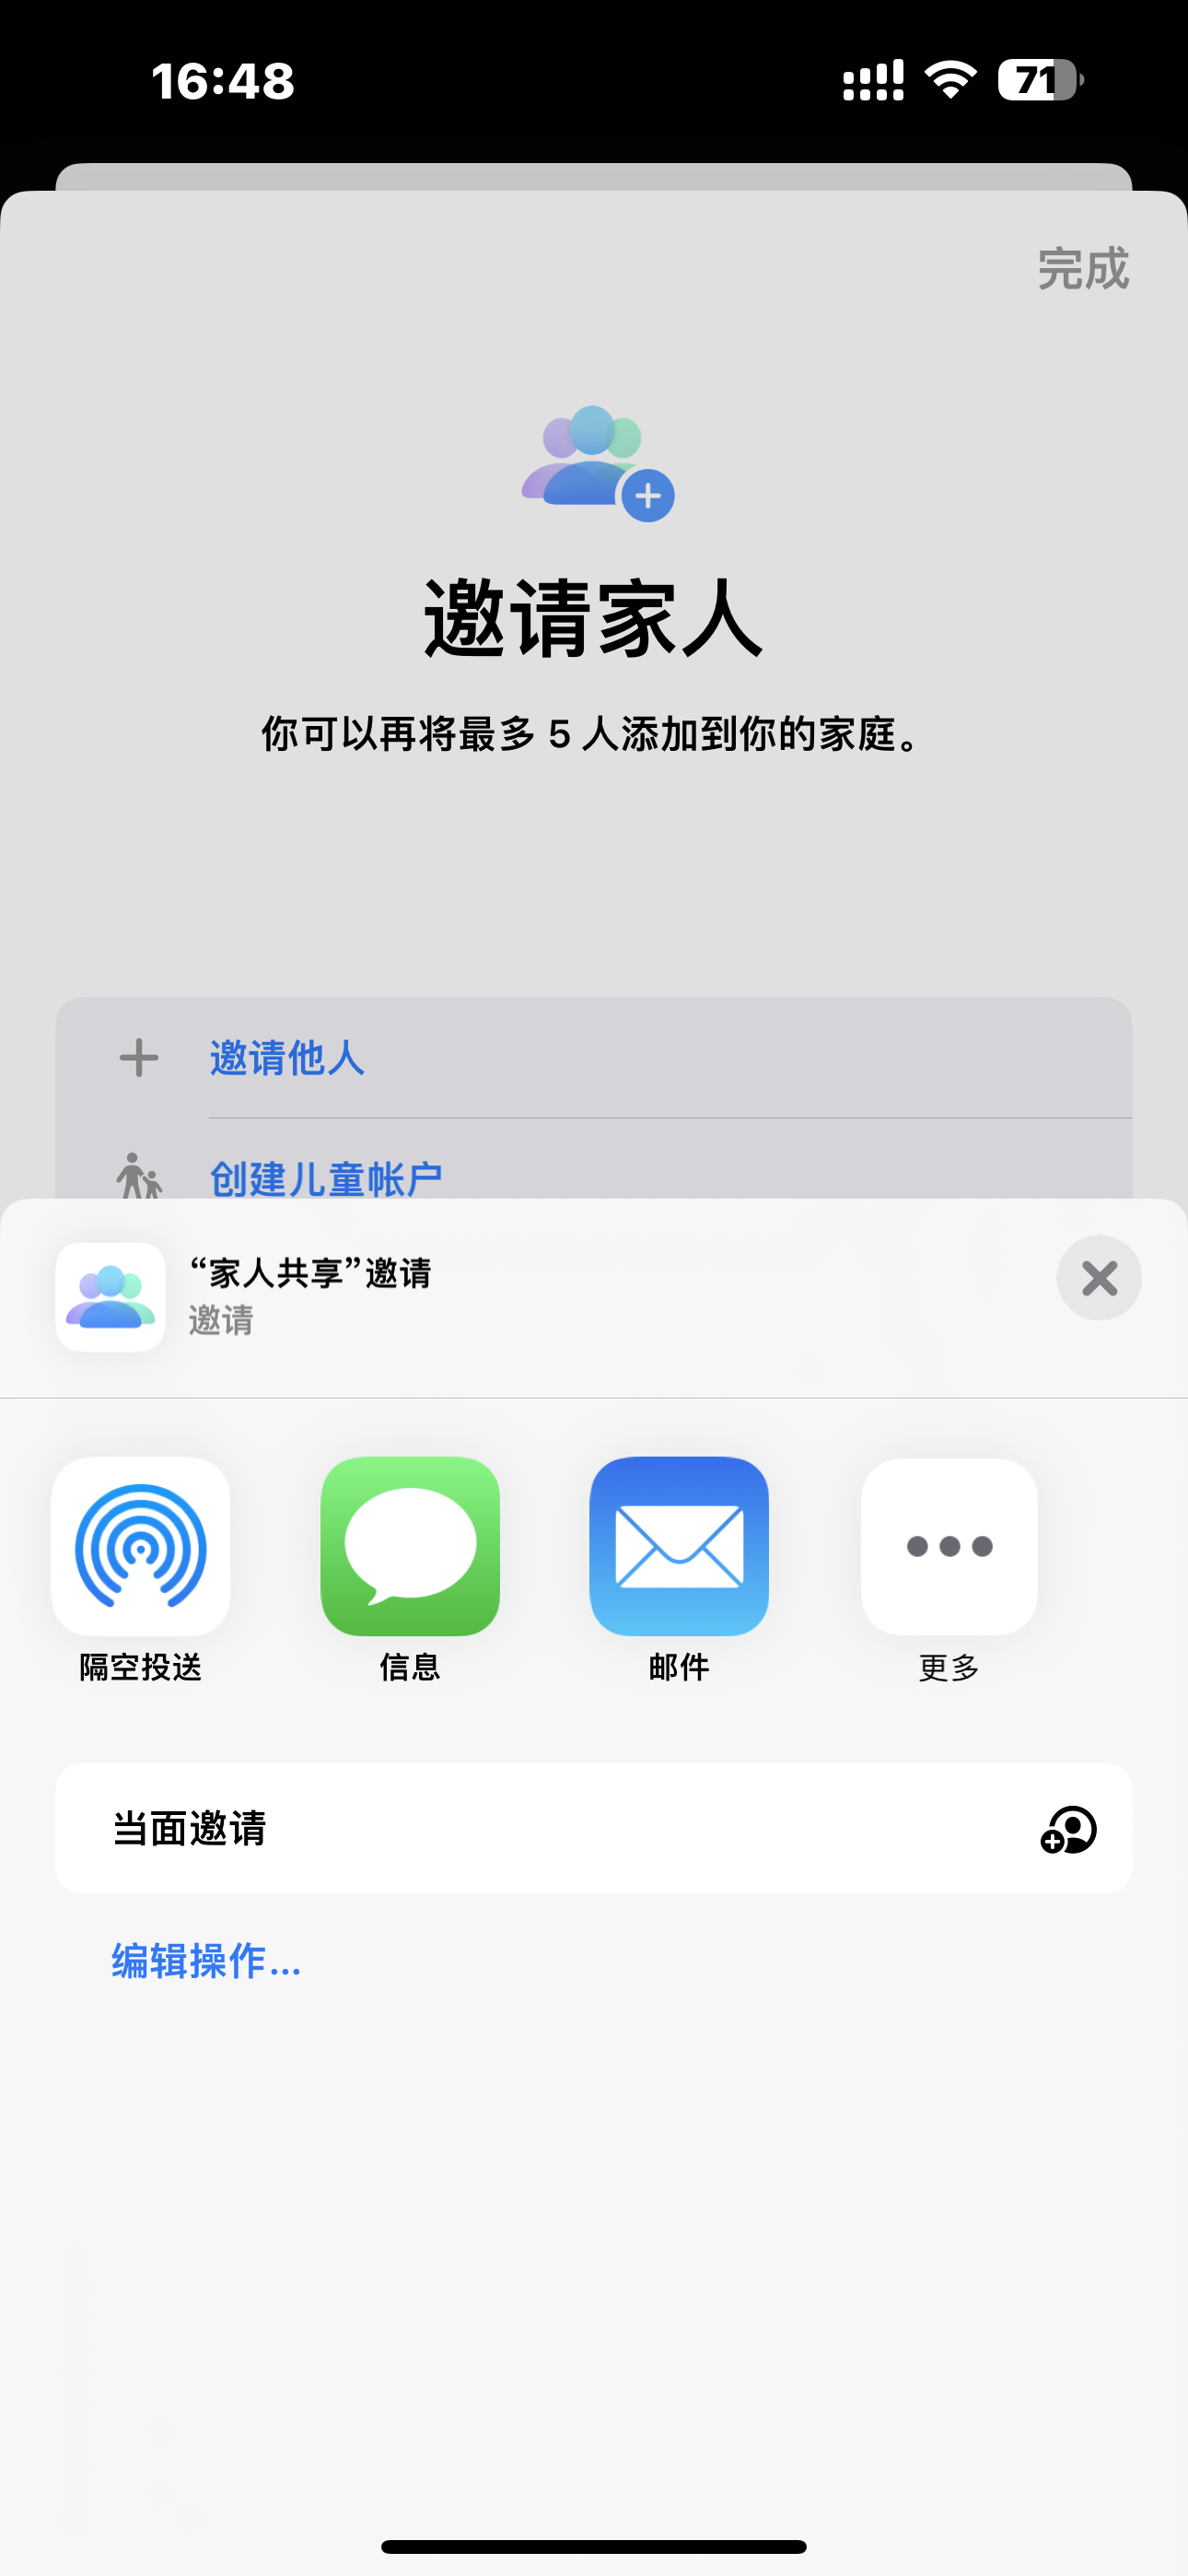 16:48
71
完成
邀请家人
你可以再将最多 5 人添加到你的家庭。
邀请他人
创建儿童帐户
“家人共享”邀请
邀请
隔空投送
信息
邮件
更多
当面邀请
编辑操作...